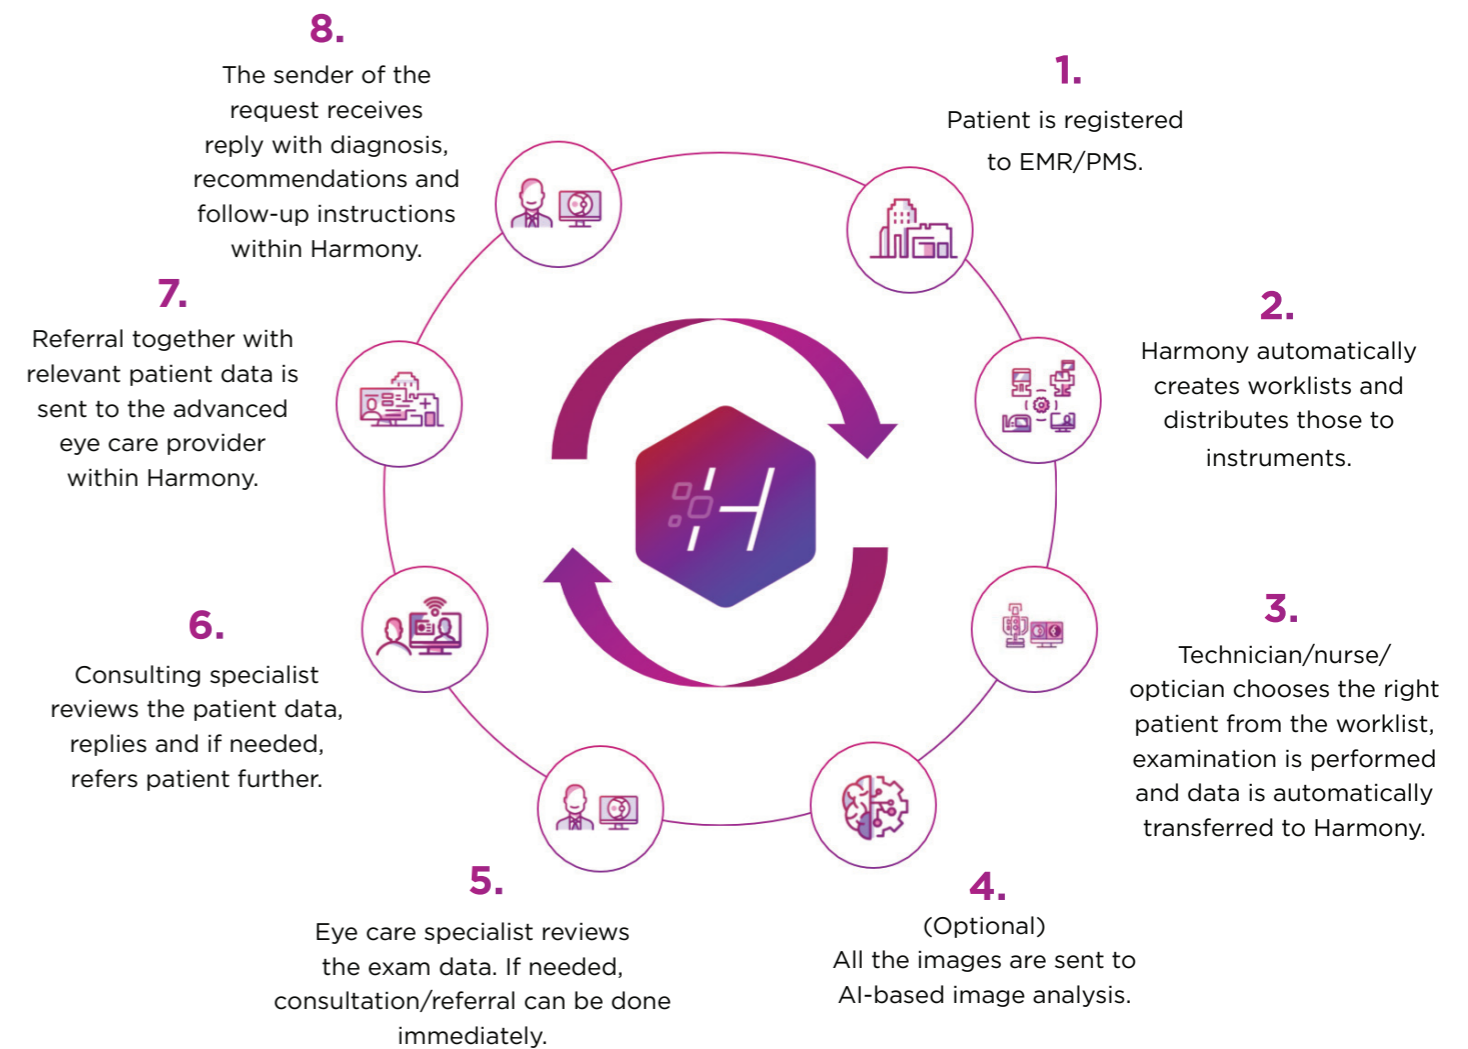 1.
Patient is registered
to EMR/PMS.
2.
Harmony automatically
creates worklists and
distributes those to
instruments.
3.
Technician/nurse/
optician chooses the right
patient from the worklist,
examination is performed
and data is automatically
transferred to Harmony.
4.
(Optional)
All the images are sent to
AI-based image analysis.
5.
Eye care specialist reviews
the exam data. If needed,
consultation/referral can be done
immediately.
6.
Consulting specialist
reviews the patient data,
replies and if needed,
refers patient further.
7.
Referral together with
relevant patient data is
sent to the advanced
eye care provider
within Harmony.
8.
The sender of the
request receives
reply with diagnosis,
recommendations and
follow-up instructions
within Harmony.
H